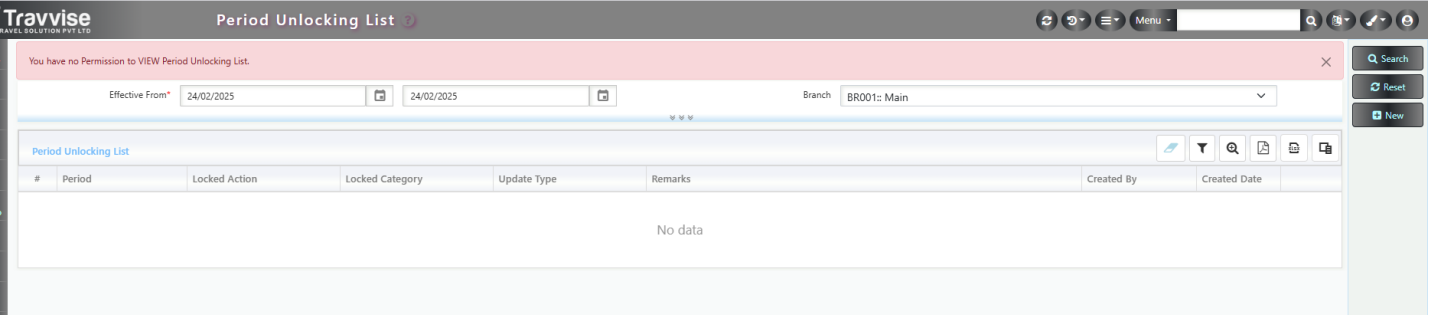 Travvise
RAVEL SOLUTION PVT LTD
Period Unlocking List ?
Menu
You have no Permission to VIEW Period Unlocking List.
Effective From* 24/02/2025 24/02/2025 Branch BR001:: Main
Search
Reset
New
Period Unlocking List
# Period Locked Action Locked Category Update Type Remarks Created By Created Date
No data